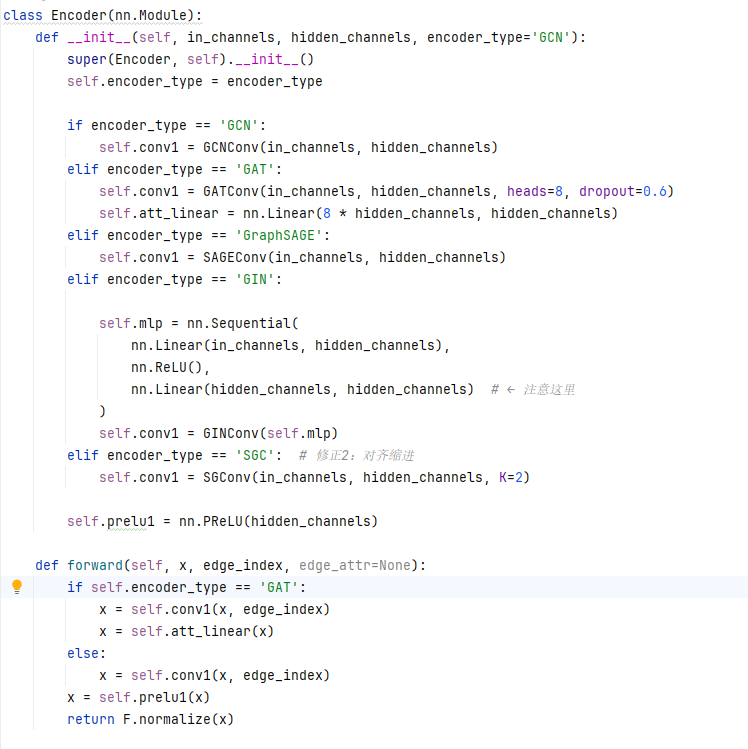 class Encoder(nn.Module):
    def __init__(self, in_channels, hidden_channels, encoder_type='GCN'):
        super(Encoder, self).__init__()
        self.encoder_type = encoder_type

        if encoder_type == 'GCN':
            self.conv1 = GCNConv(in_channels, hidden_channels)
        elif encoder_type == 'GAT':
            self.conv1 = GATConv(in_channels, hidden_channels, heads=8, dropout=0.6)
            self.att_linear = nn.Linear(8 * hidden_channels, hidden_channels)
        elif encoder_type == 'GraphSAGE':
            self.conv1 = SAGEConv(in_channels, hidden_channels)
        elif encoder_type == 'GIN':

            self.mlp = nn.Sequential(
                nn.Linear(in_channels, hidden_channels),
                nn.ReLU(),
                nn.Linear(hidden_channels, hidden_channels)  # ← 注意这里
            )
            self.conv1 = GINConv(self.mlp)
        elif encoder_type == 'SGC':  # 修正2：对齐缩进
            self.conv1 = SGConv(in_channels, hidden_channels, K=2)

        self.prelu1 = nn.PReLU(hidden_channels)

    def forward(self, x, edge_index, edge_attr=None):
        if self.encoder_type == 'GAT':
            x = self.conv1(x, edge_index)
            x = self.att_linear(x)
        else:
            x = self.conv1(x, edge_index)
        x = self.prelu1(x)
        return F.normalize(x)